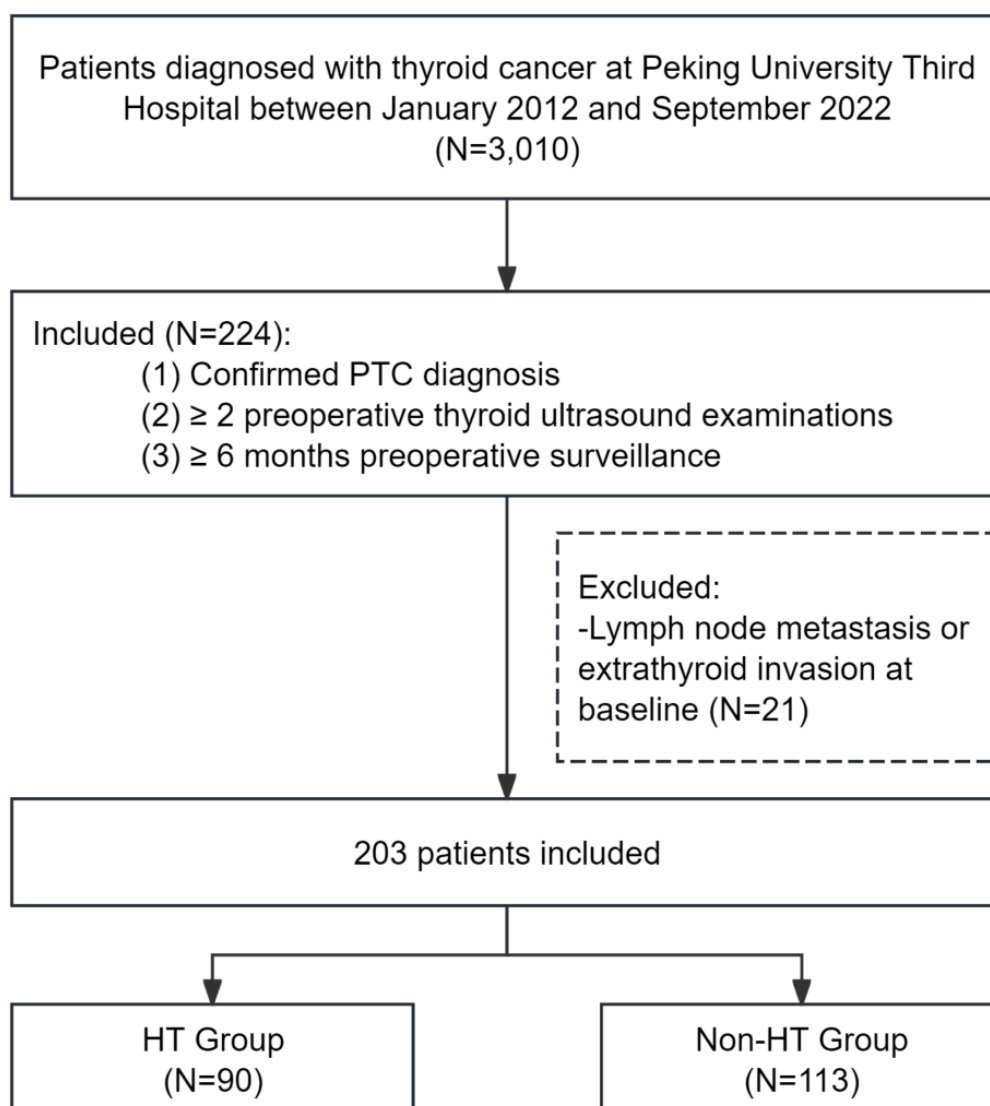 Patients diagnosed with thyroid cancer at Peking University Third
Hospital between January 2012 and September 2022
(N=3,010)
Included (N=224):
(1) Confirmed PTC diagnosis
(2) ≥ 2 preoperative thyroid ultrasound examinations
(3) ≥ 6 months preoperative surveillance
Excluded:
-Lymph node metastasis or
extrathyroid invasion at
baseline (N=21)
203 patients included
HT Group
(N=90)
Non-HT Group
(N=113)